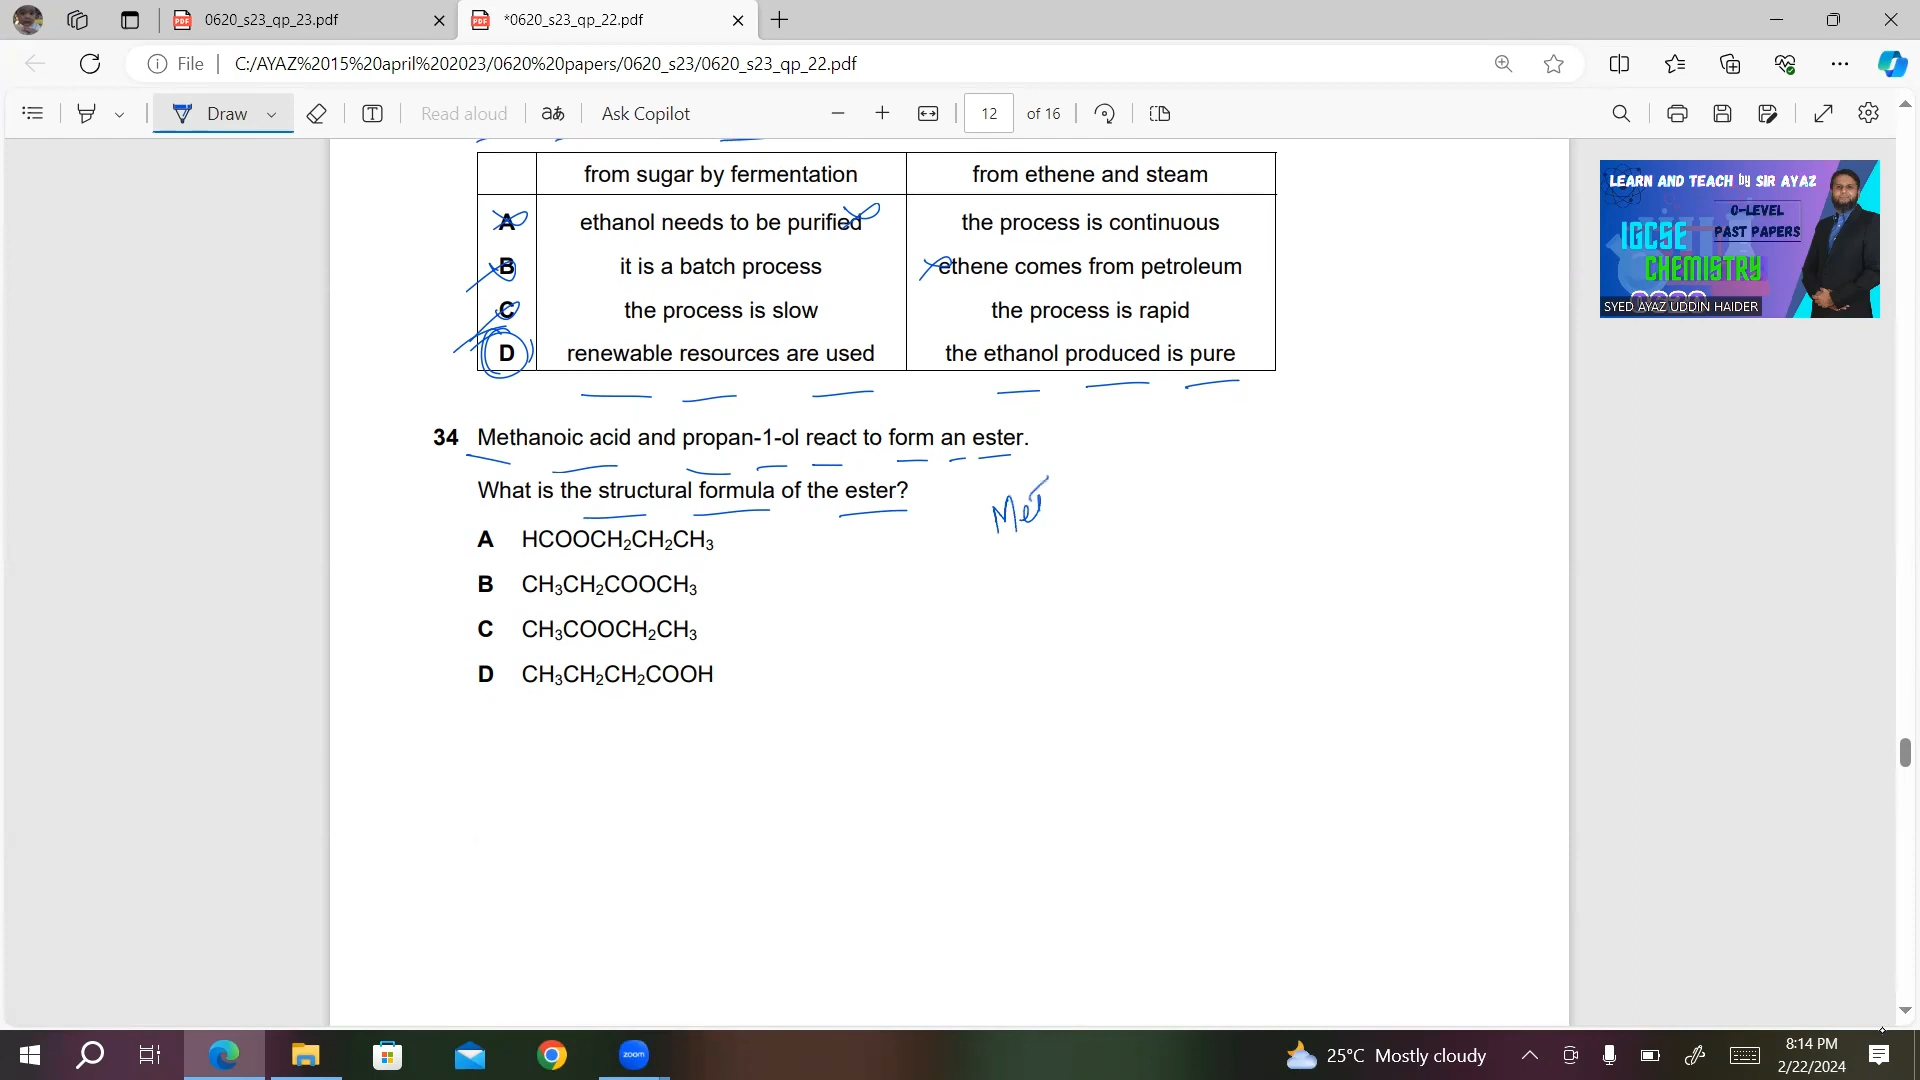 0620_s23_qp_23.pdf
*0620_s23_qp_22.pdf
File
C:/AYAZ%2015%20april%202023/0620%20papers/0620_s23/0620_s23_qp_22.pdf
Draw
Read aloud
aあ
Ask Copilot
12
of 16
from sugar by fermentation
from ethene and steam
A ethanol needs to be purified the process is continuous
B it is a batch process ethene comes from petroleum
C the process is slow the process is rapid
D renewable resources are used the ethanol produced is pure
34 Methanoic acid and propan-1-ol react to form an ester.
What is the structural formula of the ester?
Met
A HCOOCH₂CH₂CH₃
B CH₃CH₂COOCH₃
C CH₃COOCH₂CH₃
D CH₃CH₂CH₂COOH
LEARN AND TEACH by SIR AYAZ
O-LEVEL
PAST PAPERS
IGCSE
CHEMISTRY
SYED AYAZ UDDIN HAIDER
zoom
25°C Mostly cloudy
8:14 PM
2/22/2024